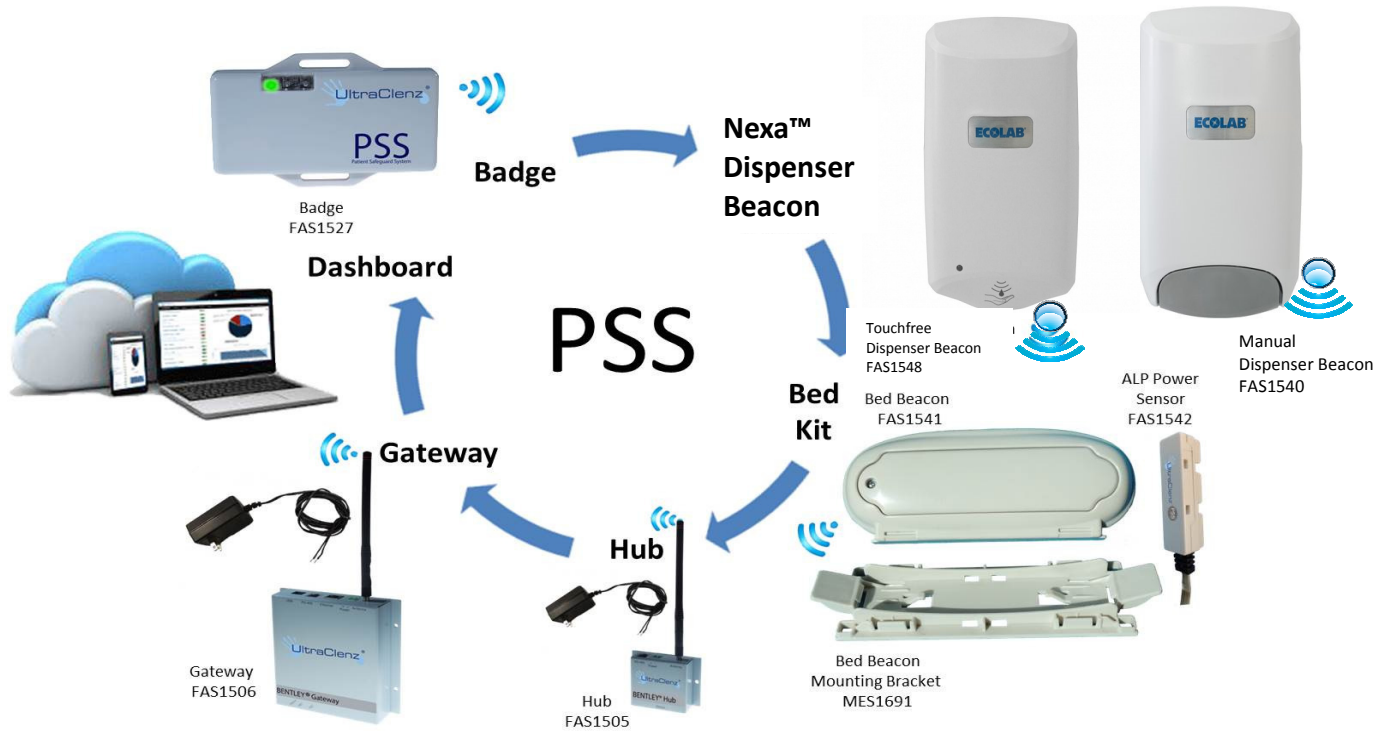 UltraClenz®
PSS
Patient Safeguard System
Badge
FAS1527
Badge
Nexa™
Dispenser
Beacon
ECOLAB®
ECOLAB®
Touchfree
Dispenser Beacon
FAS1548
Manual
Dispenser Beacon
FAS1540
Dashboard
PSS
Bed
Kit
Bed Beacon
FAS1541
ALP Power
Sensor
FAS1542
UltraClenz
Gateway
Hub
UltraClenz®
BENTLEY® Gateway
Gateway
FAS1506
UltraClenz®
BENTLEY® Hub
Hub
FAS1505
Bed Beacon
Mounting Bracket
MES1691